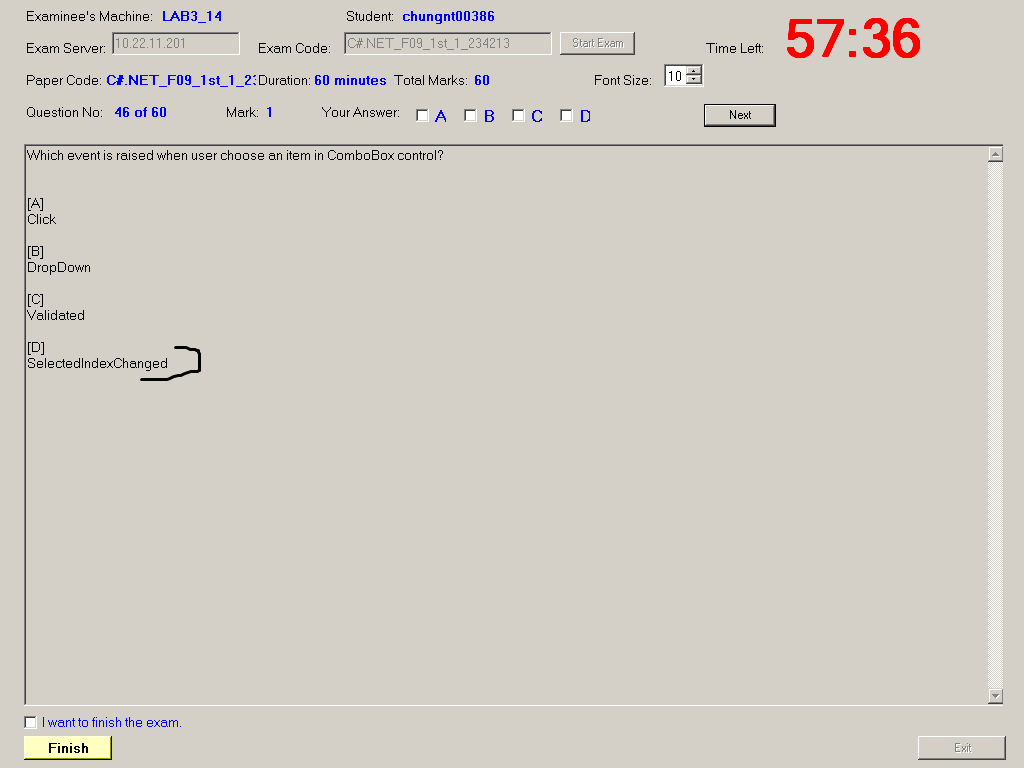 Examinee's Machine: LAB3_14 Student: chungnt00386
Exam Server: 10.22.11.201 Exam Code: C#.NET_F09_1st_1_234213 Start Exam Time Left: 57:36
Paper Code: C#.NET_F09_1st_1_23 Duration: 60 minutes Total Marks: 60 Font Size: 10
Question No: 46 of 60 Mark: 1 Your Answer: A B C D Next
Which event is raised when user choose an item in ComboBox control?
[A]
Click
[B]
DropDown
[C]
Validated
[D]
SelectedIndexChanged
I want to finish the exam.
Finish Exit